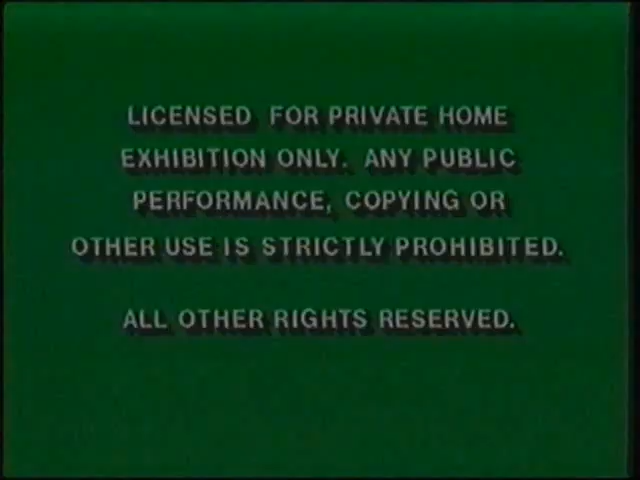 LICENSED FOR PRIVATE HOME
EXHIBITION ONLY. ANY PUBLIC
PERFORMANCE, COPYING OR
OTHER USE IS STRICTLY PROHIBITED.
ALL OTHER RIGHTS RESERVED.